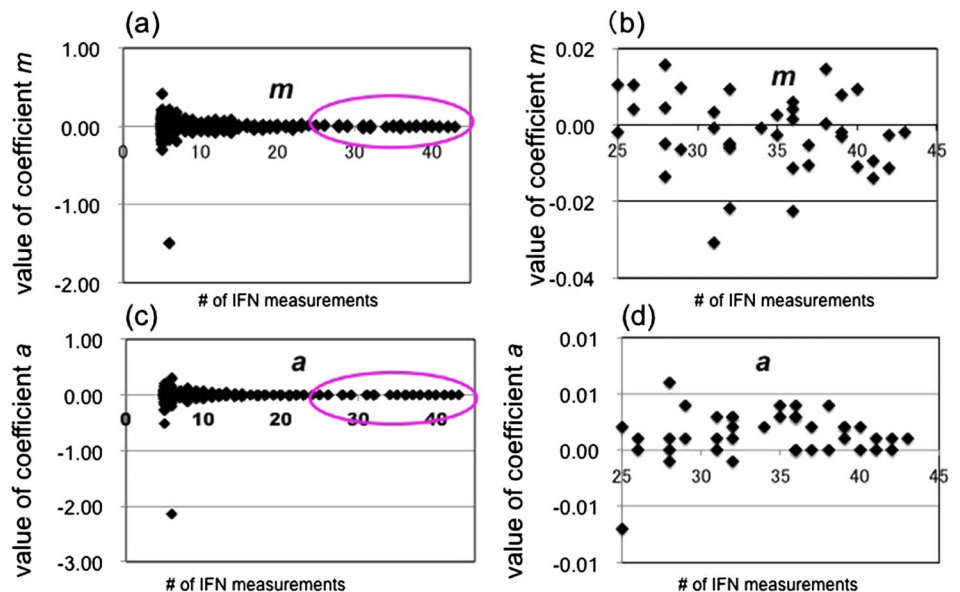 (a)
value of coefficient m
1.00
0.00
-1.00
-2.00
m
0 10 20 30 40
# of IFN measurements
(b)
value of coefficient m
0.02
0.00
-0.02
-0.04
m
25 30 35 40 45
# of IFN measurements
(c)
value of coefficient a
1.00
0.00
-1.00
-2.00
-3.00
a
0 10 20 30 40
# of IFN measurements
(d)
value of coefficient a
0.01
0.01
0.00
-0.01
-0.01
a
25 30 35 40 45
# of IFN measurements